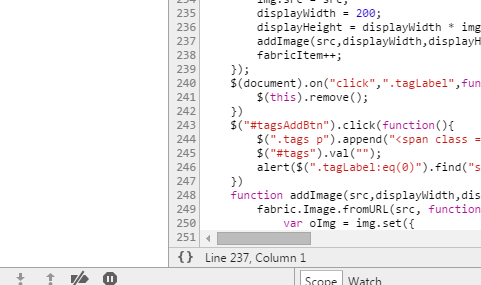 234 img.src = src;
235 displayWidth = 200;
236 displayHeight = displayWidth * img
237 addImage(src,displayWidth,displayH
238 fabricItem++;
239 });
240 $(document).on("click",".tagLabel",fun
241 $(this).remove();
242 })
243 $("#tagsAddBtn").click(function(){
244 $(".tags p").append("<span class =
245 $("#tags").val("");
246 alert($(".tagLabel:eq(0)").find("s
247 })
248 function addImage(src,displayWidth,dis
249 fabric.Image.fromURL(src, function
250 var oImg = img.set({
251
{} Line 237, Column 1
Scope Watch